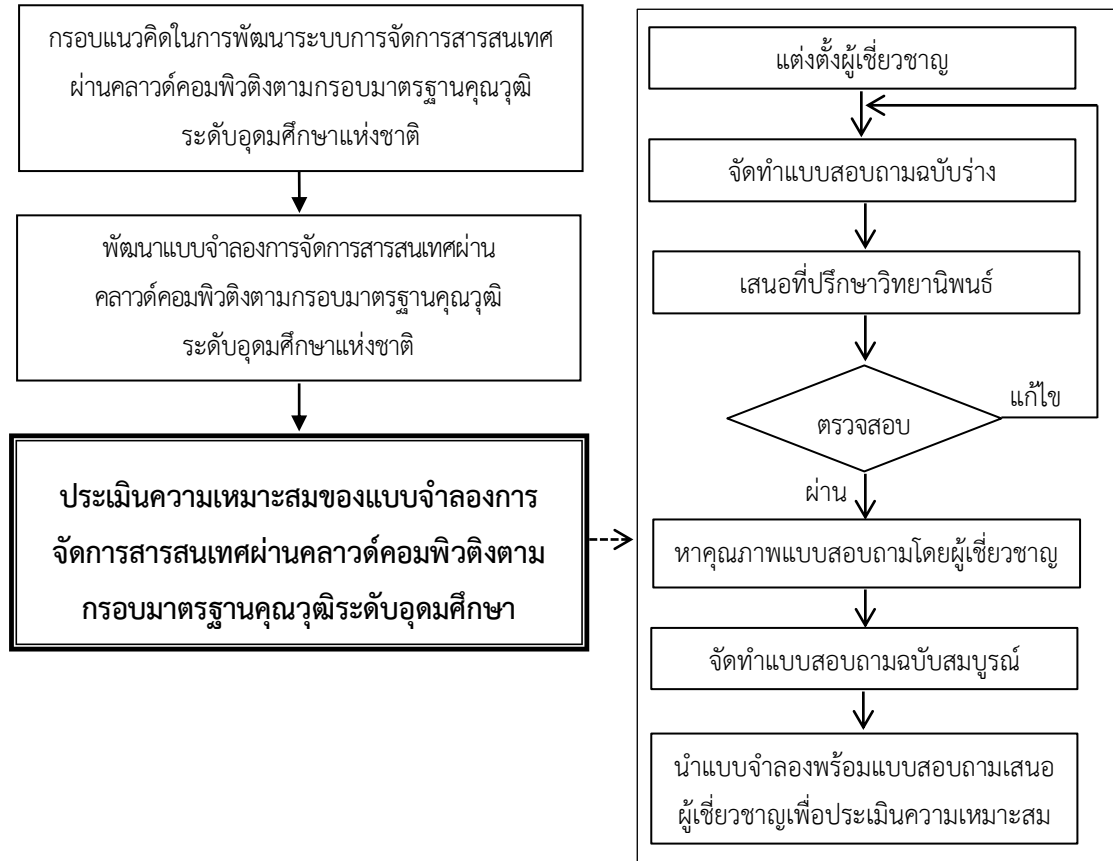 กรอบแนวคิดในการพัฒนาระบบการจัดการสารสนเทศ
ผ่านคลาวด์คอมพิวติงตามกรอบมาตรฐานคุณวุฒิ
ระดับอุดมศึกษาแห่งชาติ
พัฒนาแบบจำลองการจัดการสารสนเทศผ่าน
คลาวด์คอมพิวติงตามกรอบมาตรฐานคุณวุฒิ
ระดับอุดมศึกษาแห่งชาติ
ประเมินความเหมาะสมของแบบจำลองการ
จัดการสารสนเทศผ่านคลาวด์คอมพิวติงตาม
กรอบมาตรฐานคุณวุฒิระดับอุดมศึกษา
แต่งตั้งผู้เชี่ยวชาญ
จัดทำแบบสอบถามฉบับร่าง
เสนอที่ปรึกษาวิทยานิพนธ์
แก้ไข
ตรวจสอบ
ผ่าน
หาคุณภาพแบบสอบถามโดยผู้เชี่ยวชาญ
จัดทำแบบสอบถามฉบับสมบูรณ์
นำแบบจำลองพร้อมแบบสอบถามเสนอ
ผู้เชี่ยวชาญเพื่อประเมินความเหมาะสม